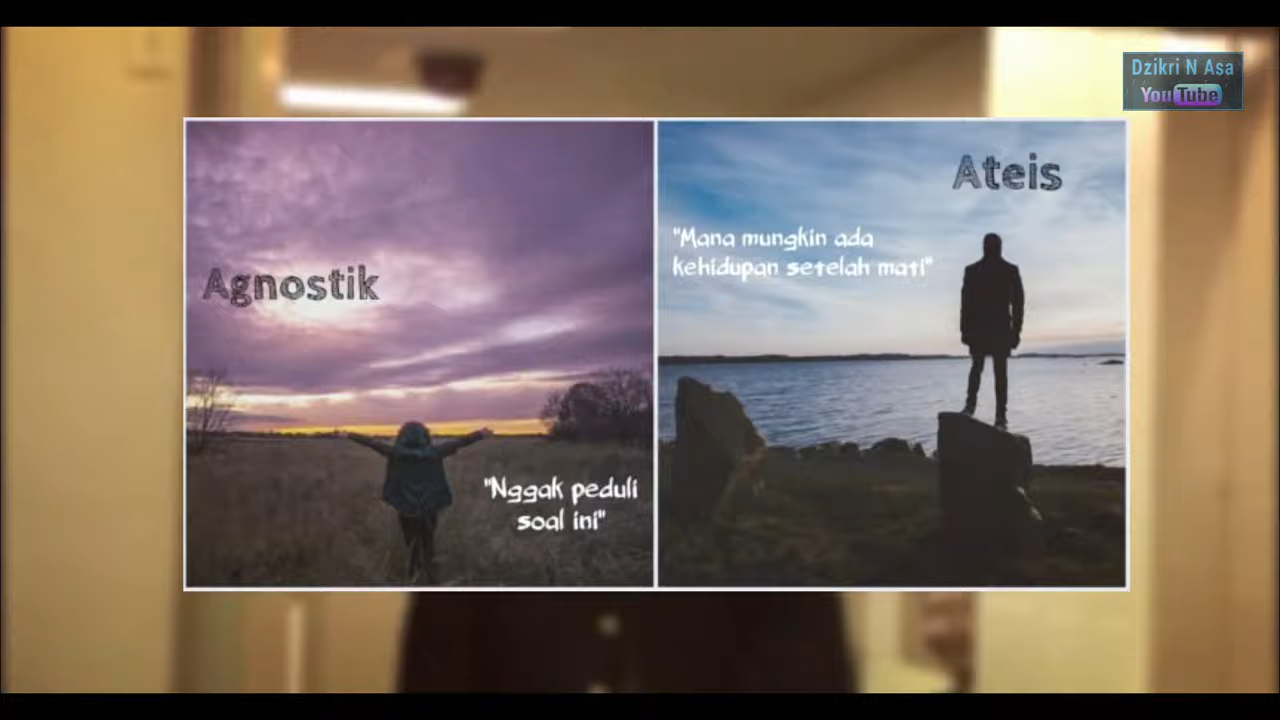 Dzikri N Asa
YouTube
Agnostik
"Nggak peduli
soal ini"
Ateis
"Mana mungkin ada
kehidupan setelah mati"